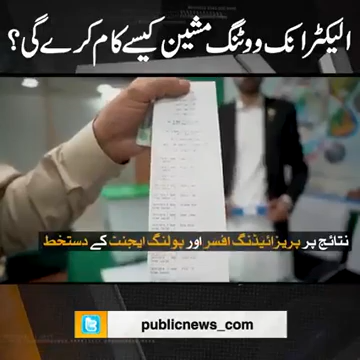 الیکٹرانک ووٹنگ مشین کیسے کام کرے گی؟
نتائج پر پریزائیڈنگ افسر اور پولنگ ایجنٹ کے دستخط
publicnews_com